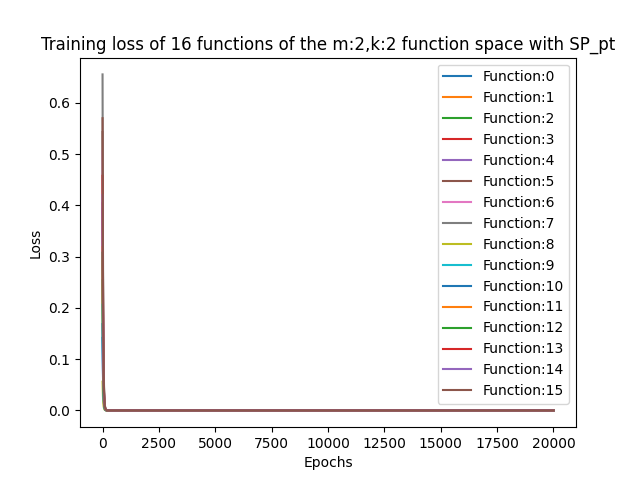 Training loss of 16 functions of the m:2,k:2 function space with SP_pt
Function:0
Function:1
Function:2
Function:3
Function:4
Function:5
Function:6
Function:7
Function:8
Function:9
Function:10
Function:11
Function:12
Function:13
Function:14
Function:15
Loss
0.6
0.5
0.4
0.3
0.2
0.1
0.0
0 2500 5000 7500 10000 12500 15000 17500 20000
Epochs